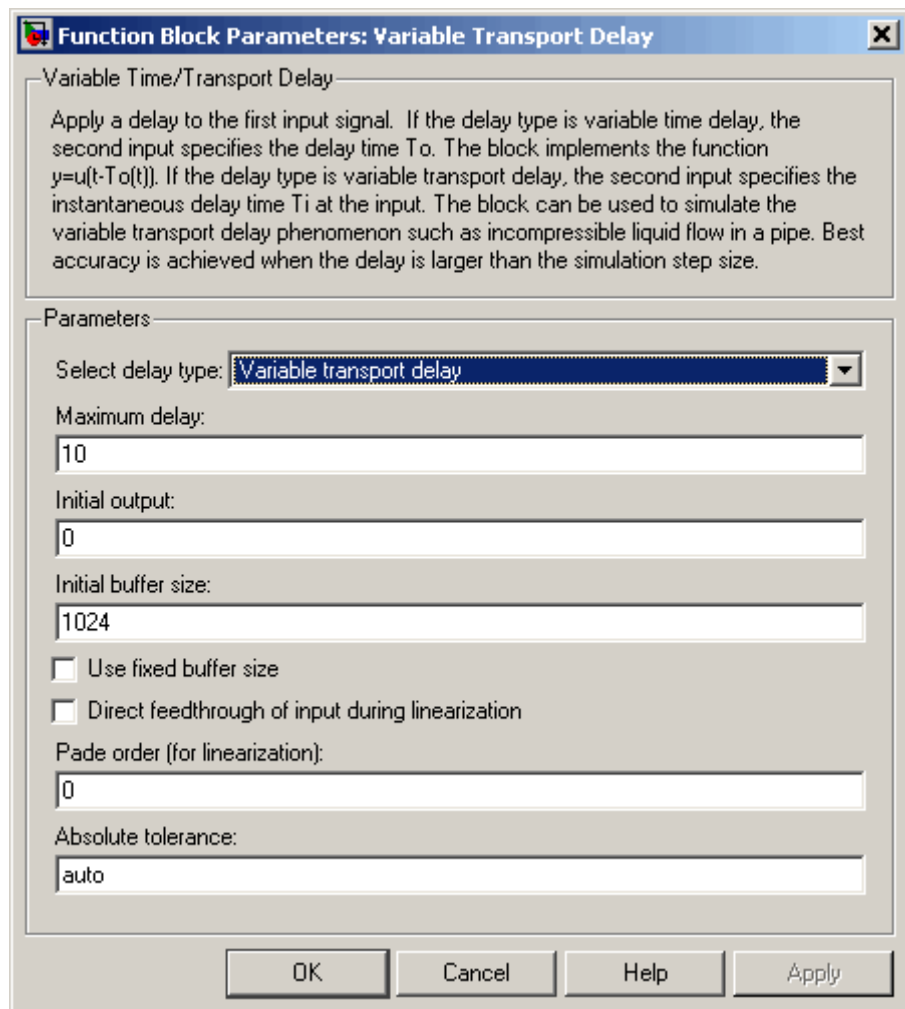 Function Block Parameters: Variable Transport Delay
Variable Time/Transport Delay
Apply a delay to the first input signal.  If the delay type is variable time delay, the
second input specifies the delay time To. The block implements the function
y=u(t-To(t)). If the delay type is variable transport delay, the second input specifies the
instantaneous delay time Ti at the input. The block can be used to simulate the
variable transport delay phenomenon such as incompressible liquid flow in a pipe. Best
accuracy is achieved when the delay is larger than the simulation step size.
Parameters
Select delay type: Variable transport delay
Maximum delay:
10
Initial output:
0
Initial buffer size:
1024
Use fixed buffer size
Direct feedthrough of input during linearization
Pade order (for linearization):
0
Absolute tolerance:
auto
OK Cancel Help Apply